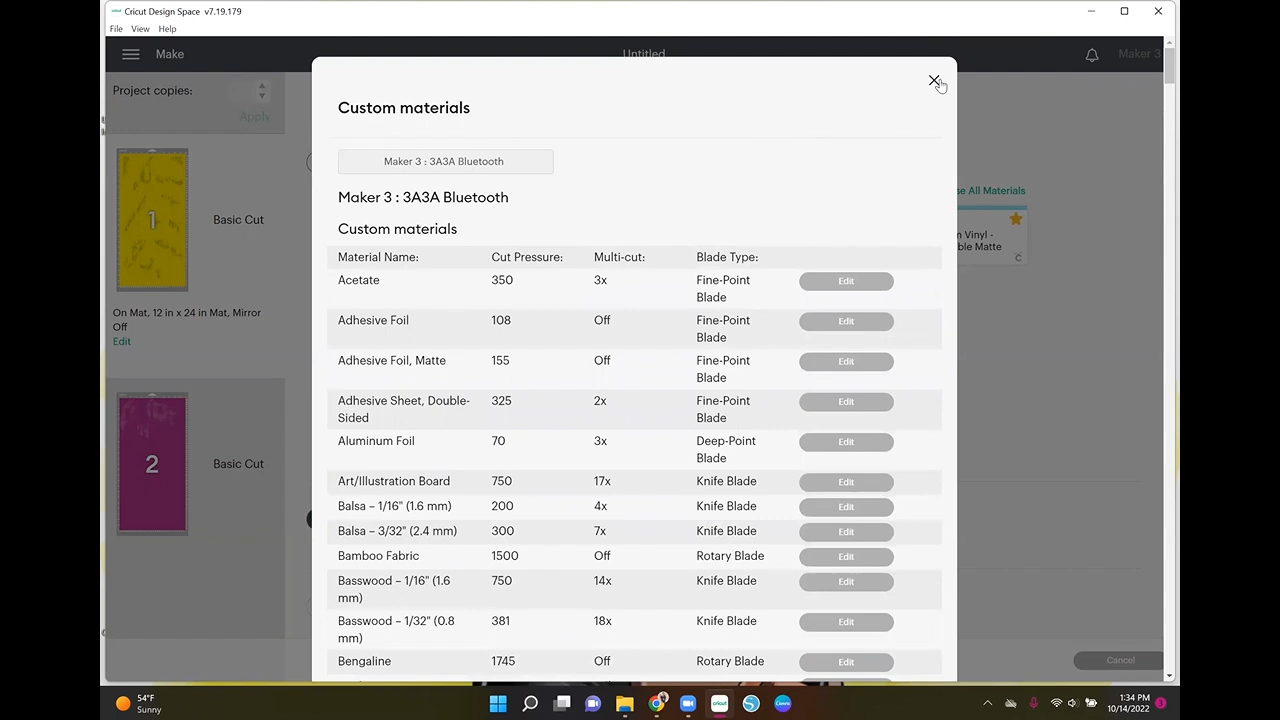 Cricut Design Space v7.19.179
File View Help
Make
Untitled
Maker 3
Project copies:
Apply
1
Basic Cut
On Mat, 12 in x 24 in Mat, Mirror
Off
Edit
2
Basic Cut
se All Materials
n Vinyl -
ble Matte
C
Cancel
Custom materials
Maker 3 : 3A3A Bluetooth
Maker 3 : 3A3A Bluetooth
Custom materials
Material Name: Cut Pressure: Multi-cut: Blade Type:
Acetate 350 3x Fine-Point Blade Edit
Adhesive Foil 108 Off Fine-Point Blade Edit
Adhesive Foil, Matte 155 Off Fine-Point Blade Edit
Adhesive Sheet, Double-Sided 325 2x Fine-Point Blade Edit
Aluminum Foil 70 3x Deep-Point Blade Edit
Art/Illustration Board 750 17x Knife Blade Edit
Balsa – 1/16" (1.6 mm) 200 4x Knife Blade Edit
Balsa – 3/32" (2.4 mm) 300 7x Knife Blade Edit
Bamboo Fabric 1500 Off Rotary Blade Edit
Basswood – 1/16" (1.6 mm) 750 14x Knife Blade Edit
Basswood – 1/32" (0.8 mm) 381 18x Knife Blade Edit
Bengaline 1745 Off Rotary Blade Edit
54°F
Sunny
cricut
1:34 PM
10/14/2022
3